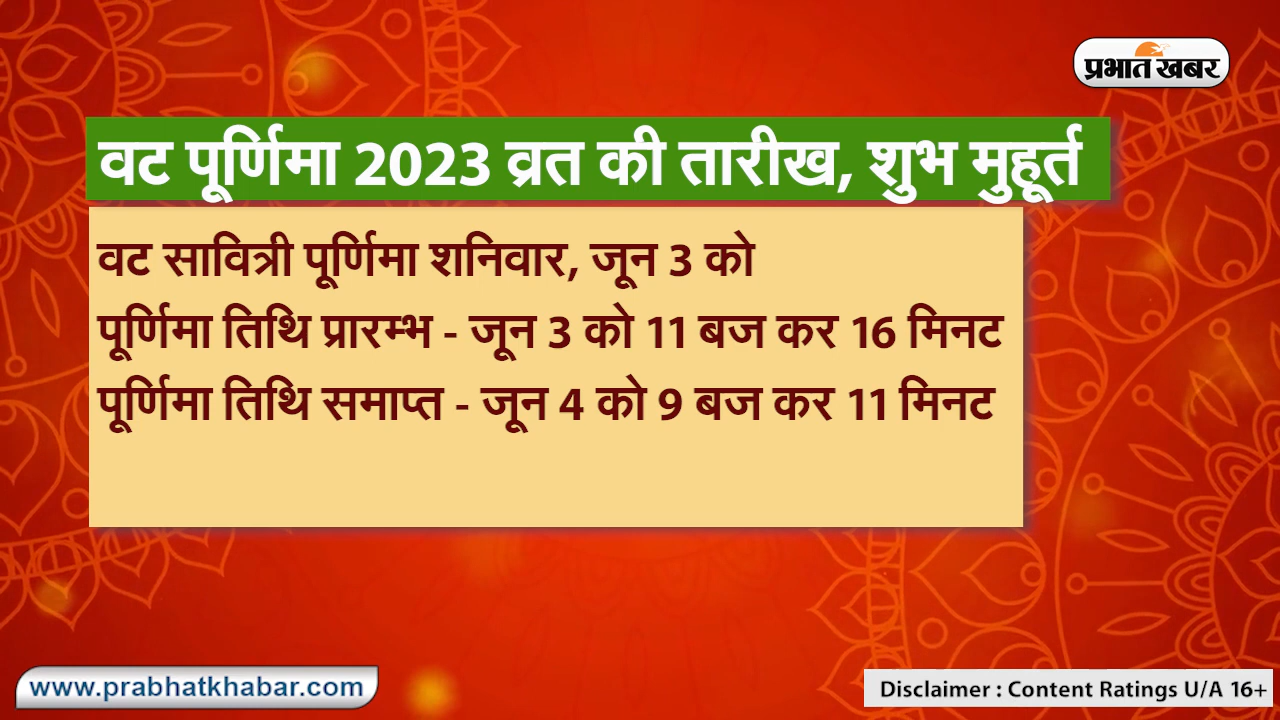 प्रभात खबर
वट पूर्णिमा 2023 व्रत की तारीख, शुभ मुहूर्त
वट सावित्री पूर्णिमा शनिवार, जून 3 को
पूर्णिमा तिथि प्रारम्भ - जून 3 को 11 बज कर 16 मिनट
पूर्णिमा तिथि समाप्त - जून 4 को 9 बज कर 11 मिनट
www.prabhatkhabar.com
Disclaimer : Content Ratings U/A 16+